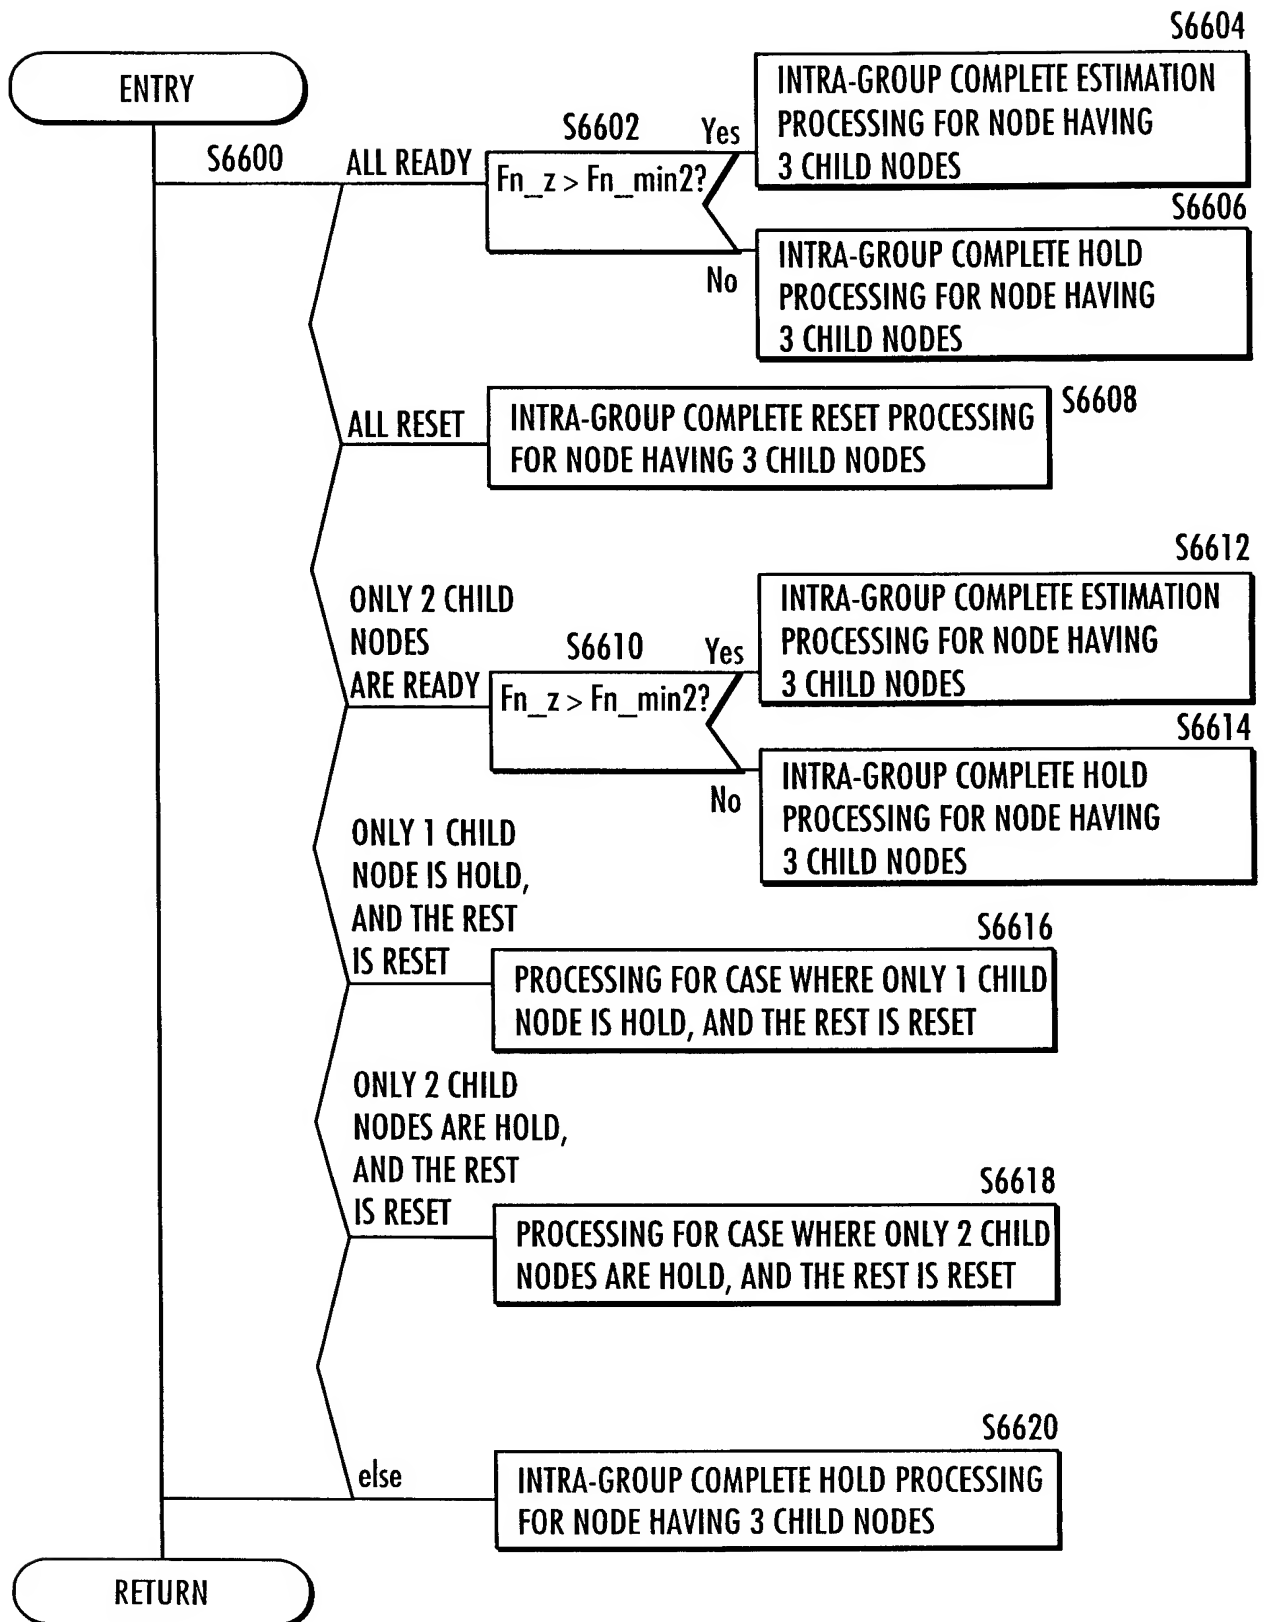 S6604
ENTRY
INTRA-GROUP COMPLETE ESTIMATION
PROCESSING FOR NODE HAVING
3 CHILD NODES
S6600
ALL READY
S6602
Yes
Fn_z > Fn_min2?
No
S6606
INTRA-GROUP COMPLETE HOLD
PROCESSING FOR NODE HAVING
3 CHILD NODES
ALL RESET
INTRA-GROUP COMPLETE RESET PROCESSING
FOR NODE HAVING 3 CHILD NODES
S6608
ONLY 2 CHILD
NODES
ARE READY
S6610
Yes
Fn_z > Fn_min2?
No
S6612
INTRA-GROUP COMPLETE ESTIMATION
PROCESSING FOR NODE HAVING
3 CHILD NODES
S6614
INTRA-GROUP COMPLETE HOLD
PROCESSING FOR NODE HAVING
3 CHILD NODES
ONLY 1 CHILD
NODE IS HOLD,
AND THE REST
IS RESET
S6616
PROCESSING FOR CASE WHERE ONLY 1 CHILD
NODE IS HOLD, AND THE REST IS RESET
ONLY 2 CHILD
NODES ARE HOLD,
AND THE REST
IS RESET
S6618
PROCESSING FOR CASE WHERE ONLY 2 CHILD
NODES ARE HOLD, AND THE REST IS RESET
else
S6620
INTRA-GROUP COMPLETE HOLD PROCESSING
FOR NODE HAVING 3 CHILD NODES
RETURN